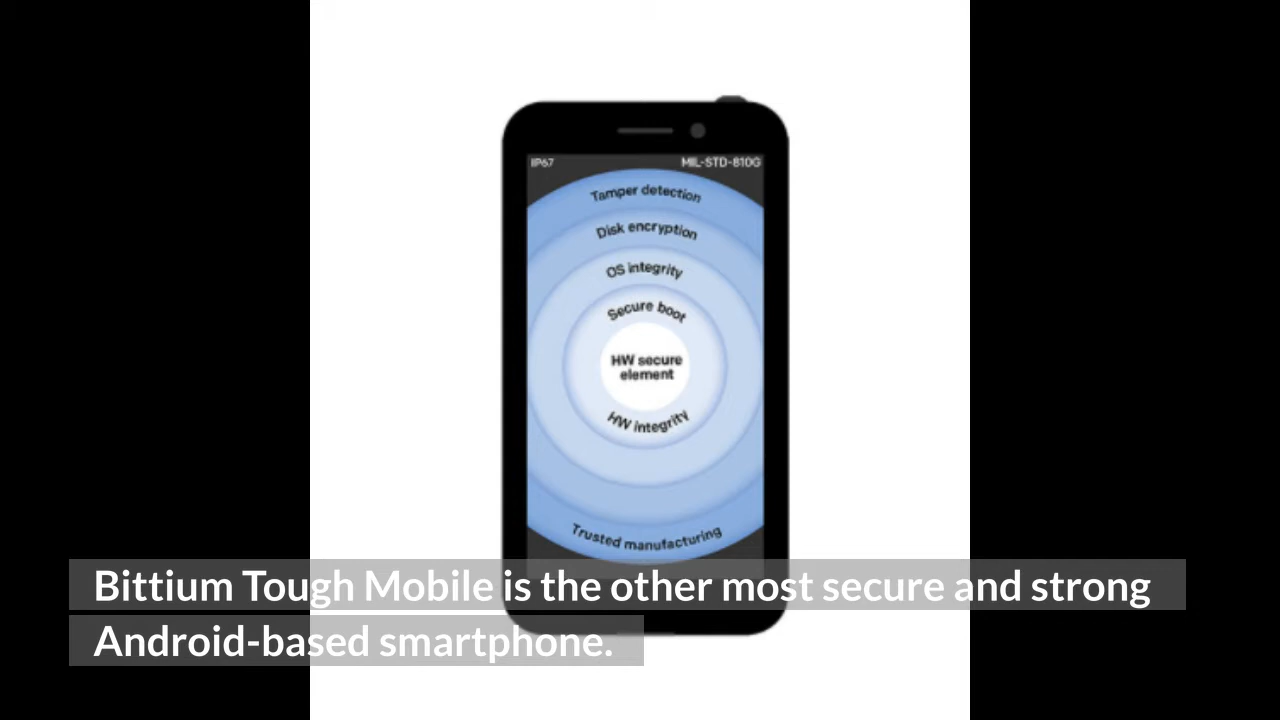 IP67 MIL-STD-810G
Tamper detection
Disk encryption
OS integrity
Secure boot
HW secure
element
HW integrity
Trusted manufacturing
Bittium Tough Mobile is the other most secure and strong
Android-based smartphone.